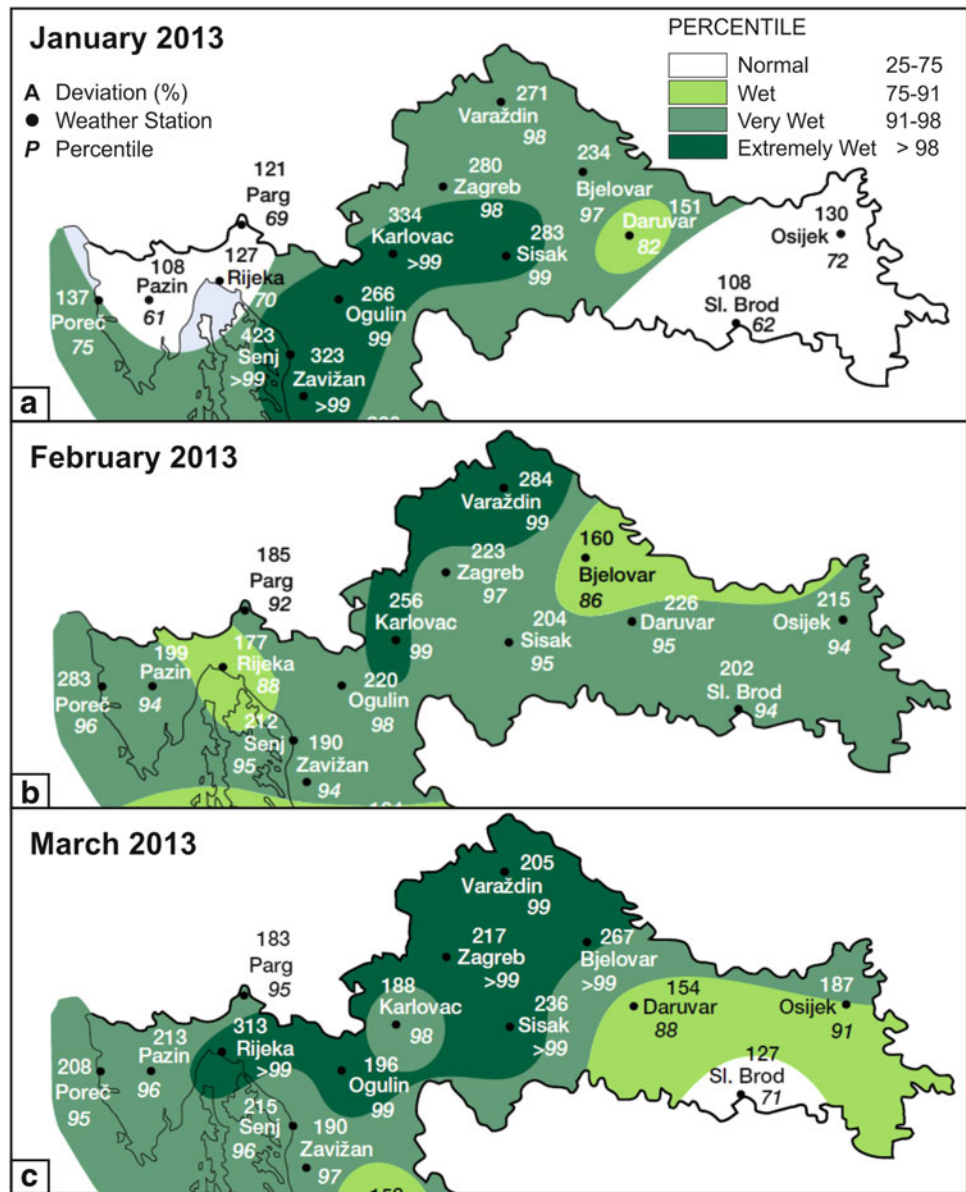 January 2013
A Deviation (%)
Weather Station
P Percentile
PERCENTILE
Normal 25-75
Wet 75-91
Very Wet 91-98
Extremely Wet > 98
271
Varaždin
98
280
Zagreb
98
234
Bjelovar
97
151
Daruvar
82
130
Osijek
72
121
Parg
69
334
Karlovac
>99
283
Sisak
99
108
Pazin
61
127
Rijeka
70
137
Poreč
75
266
Ogulin
99
108
Sl. Brod
62
423
Senj
>99
323
Zavižan
>99
a
February 2013
284
Varaždin
99
223
Zagreb
97
160
Bjelovar
86
185
Parg
92
256
Karlovac
99
204
Sisak
95
226
Daruvar
95
215
Osijek
94
199
Pazin
94
177
Rijeka
88
283
Poreč
96
220
Ogulin
98
202
Sl. Brod
94
212
Senj
95
190
Zavižan
94
b
March 2013
205
Varaždin
99
217
Zagreb
>99
267
Bjelovar
>99
183
Parg
95
188
Karlovac
98
236
Sisak
>99
154
Daruvar
88
187
Osijek
91
213
Pazin
96
313
Rijeka
>99
208
Poreč
95
196
Ogulin
99
127
Sl. Brod
71
215
Senj
96
190
Zavižan
97
c